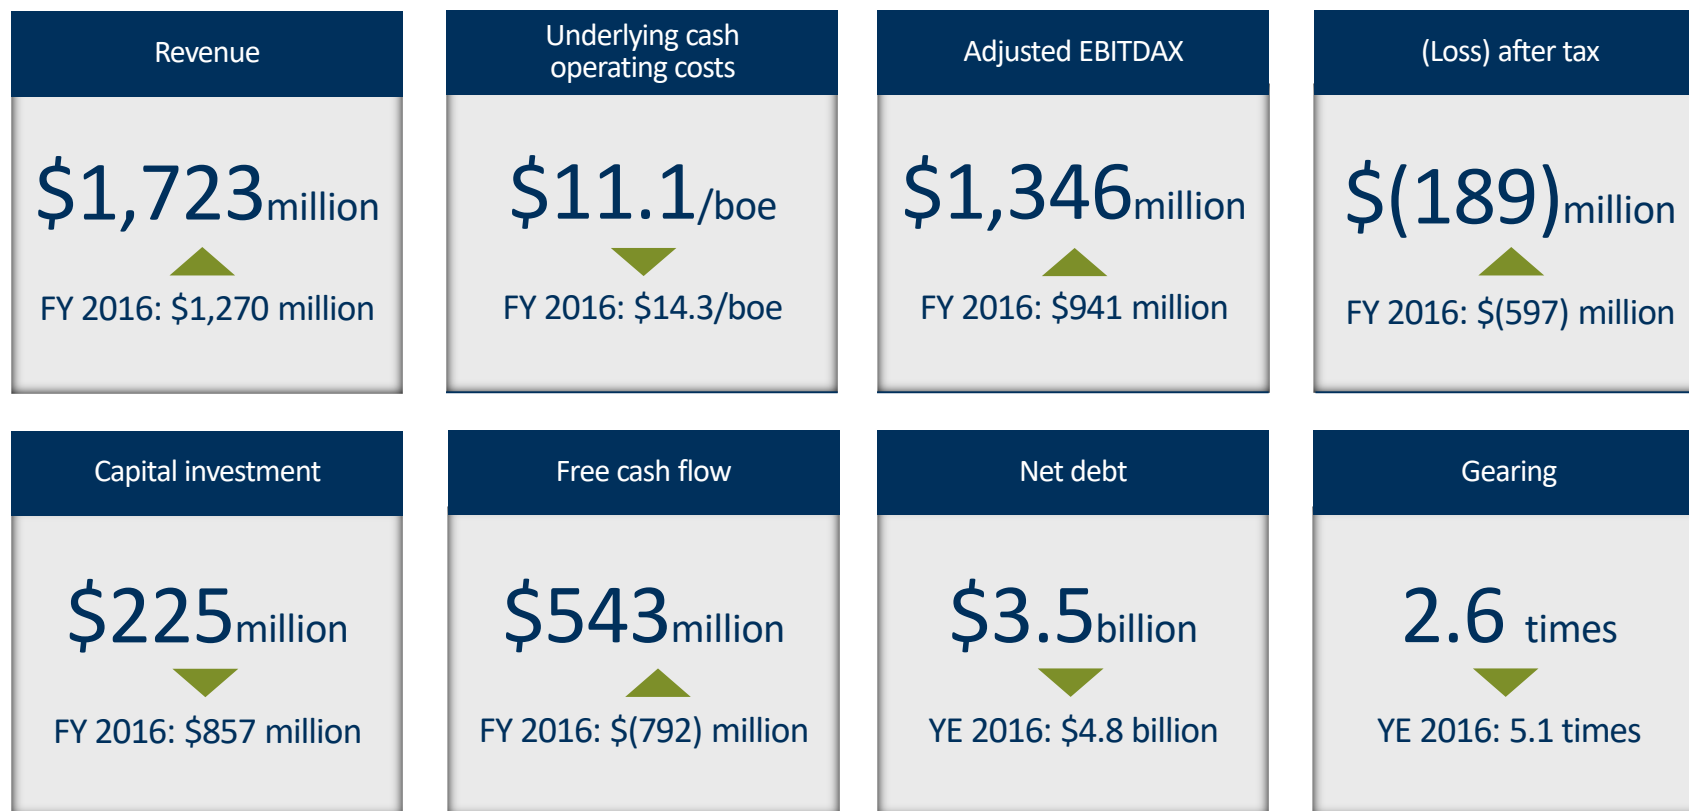 Revenue
$1,723million
FY 2016: $1,270 million
Underlying cash
operating costs
$11.1/boe
FY 2016: $14.3/boe
Adjusted EBITDAX
$1,346million
FY 2016: $941 million
(Loss) after tax
$(189)million
FY 2016: $(597) million
Capital investment
$225million
FY 2016: $857 million
Free cash flow
$543million
FY 2016: $(792) million
Net debt
$3.5billion
YE 2016: $4.8 billion
Gearing
2.6 times
YE 2016: 5.1 times